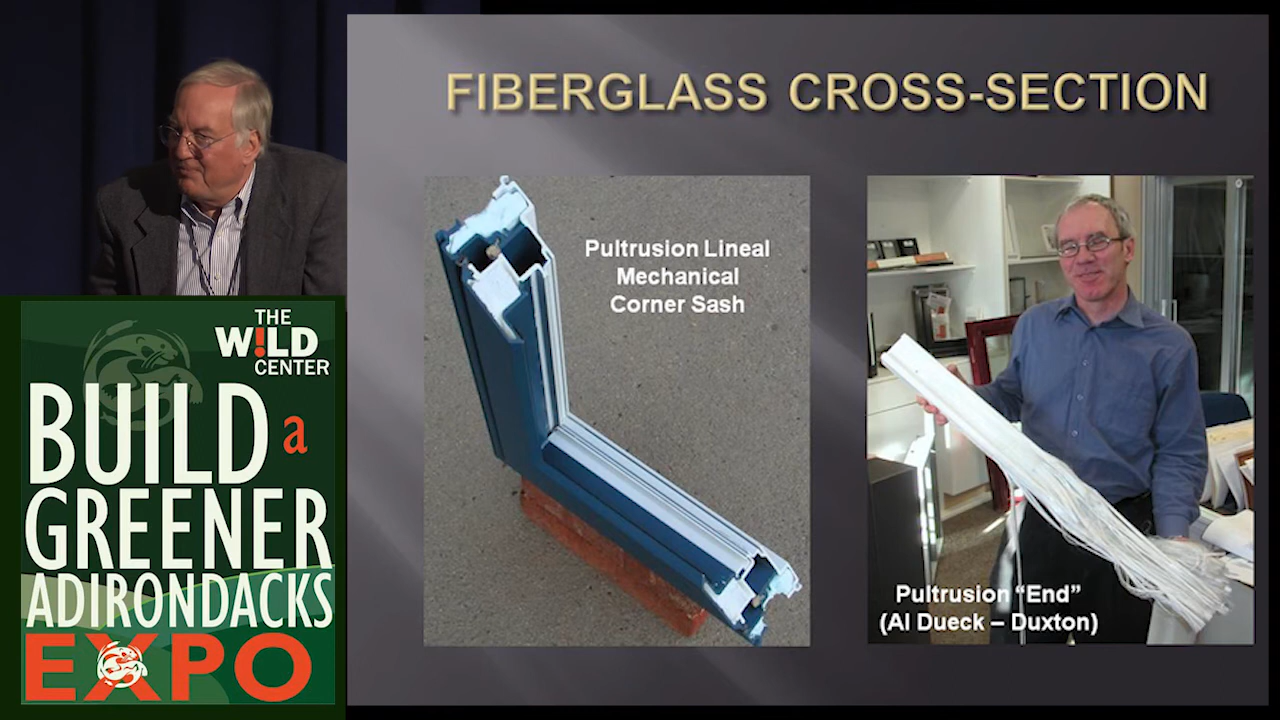 FIBERGLASS CROSS-SECTION
Pultrusion Lineal
Mechanical
Corner Sash
Pultrusion “End”
(Al Dueck – Duxton)
THE
W!LD
CENTER
BUILD a
GREENER
ADIRONDACKS
EXPO